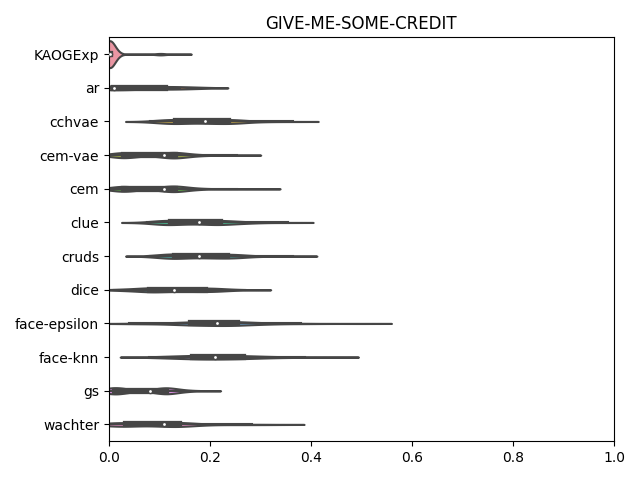 GIVE-ME-SOME-CREDIT
KAOGExp
ar
cchvae
cem-vae
cem
clue
cruds
dice
face-epsilon
face-knn
gs
wachter
0.0 0.2 0.4 0.6 0.8 1.0